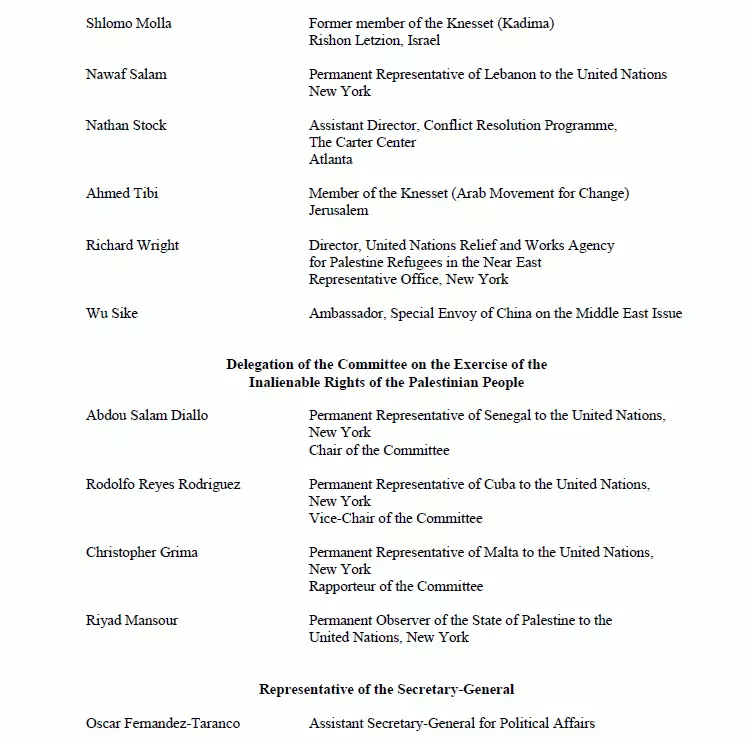 Shlomo Molla Former member of the Knesset (Kadima)
Rishon Letzion, Israel
Nawaf Salam Permanent Representative of Lebanon to the United Nations
New York
Nathan Stock Assistant Director, Conflict Resolution Programme,
The Carter Center
Atlanta
Ahmed Tibi Member of the Knesset (Arab Movement for Change)
Jerusalem
Richard Wright Director, United Nations Relief and Works Agency
for Palestine Refugees in the Near East
Representative Office, New York
Wu Sike Ambassador, Special Envoy of China on the Middle East Issue
Delegation of the Committee on the Exercise of the
Inalienable Rights of the Palestinian People
Abdou Salam Diallo Permanent Representative of Senegal to the United Nations,
New York
Chair of the Committee
Rodolfo Reyes Rodriguez Permanent Representative of Cuba to the United Nations,
New York
Vice-Chair of the Committee
Christopher Grima Permanent Representative of Malta to the United Nations,
New York
Rapporteur of the Committee
Riyad Mansour Permanent Observer of the State of Palestine to the
United Nations, New York
Representative of the Secretary-General
Oscar Fernandez-Taranco Assistant Secretary-General for Political Affairs